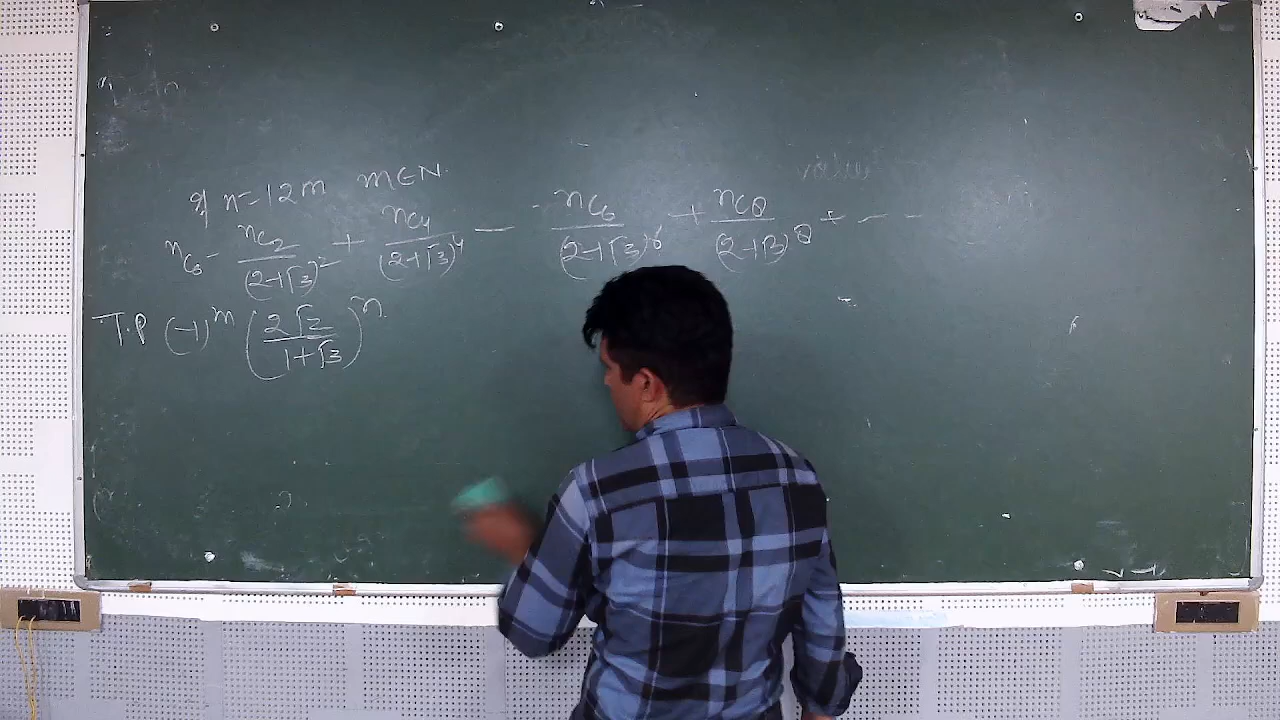 If n = 12m m ∈ N.
nC0 - nC2/(2+√3)^2 + nC4/(2+√3)^4 - nC6/(2+√3)^6 + nC8/(2+√3)^8 + - - -
T.P (-1)^m (2√2/1+√3)^n
value